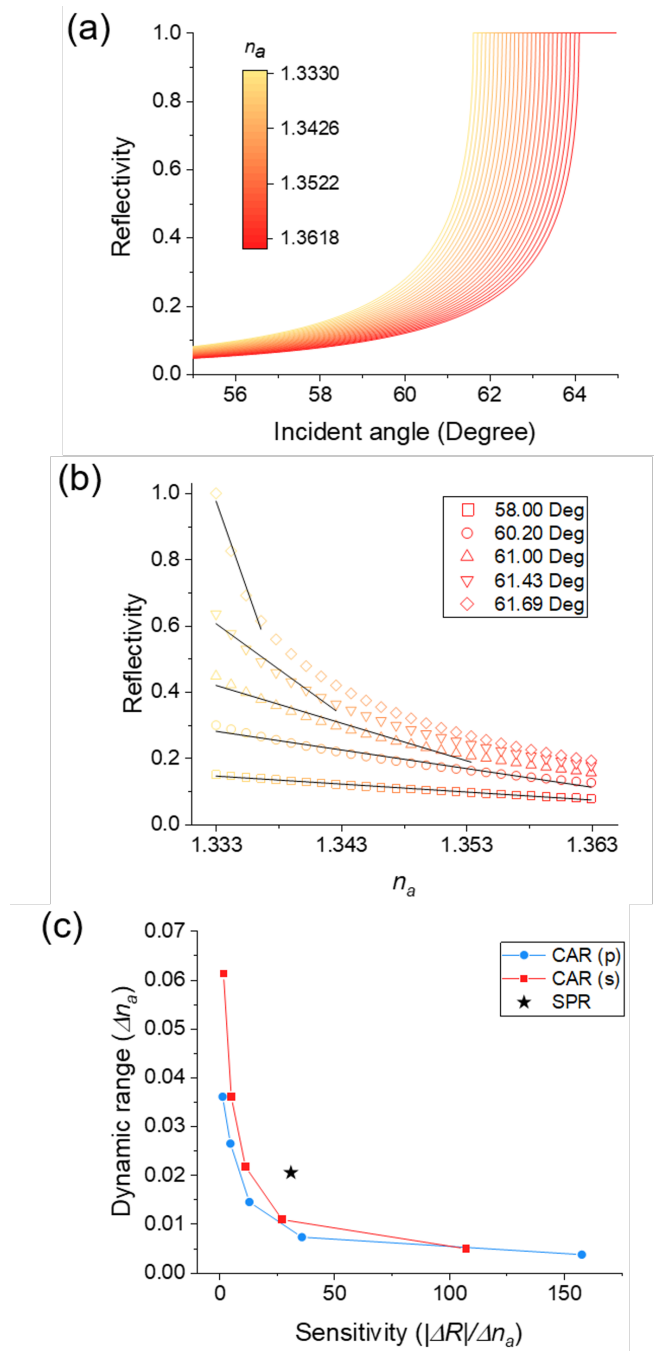 (a)
n_a
1.0
0.8
0.6
0.4
0.2
0.0
Reflectivity
1.3330
1.3426
1.3522
1.3618
56
58
60
62
64
Incident angle (Degree)
(b)
1.0
0.8
0.6
0.4
0.2
0.0
Reflectivity
58.00 Deg
60.20 Deg
61.00 Deg
61.43 Deg
61.69 Deg
1.333
1.343
1.353
1.363
n_a
(c)
0.07
0.06
0.05
0.04
0.03
0.02
0.01
0.00
Dynamic range (Δn_a)
CAR (p)
CAR (s)
SPR
0
50
100
150
Sensitivity (|ΔR|/Δn_a)